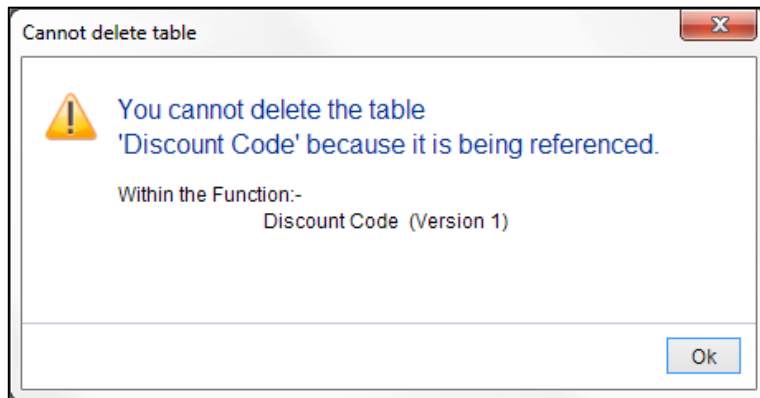 Cannot delete table
You cannot delete the table
'Discount Code' because it is being referenced.
Within the Function:-
Discount Code (Version 1)
Ok